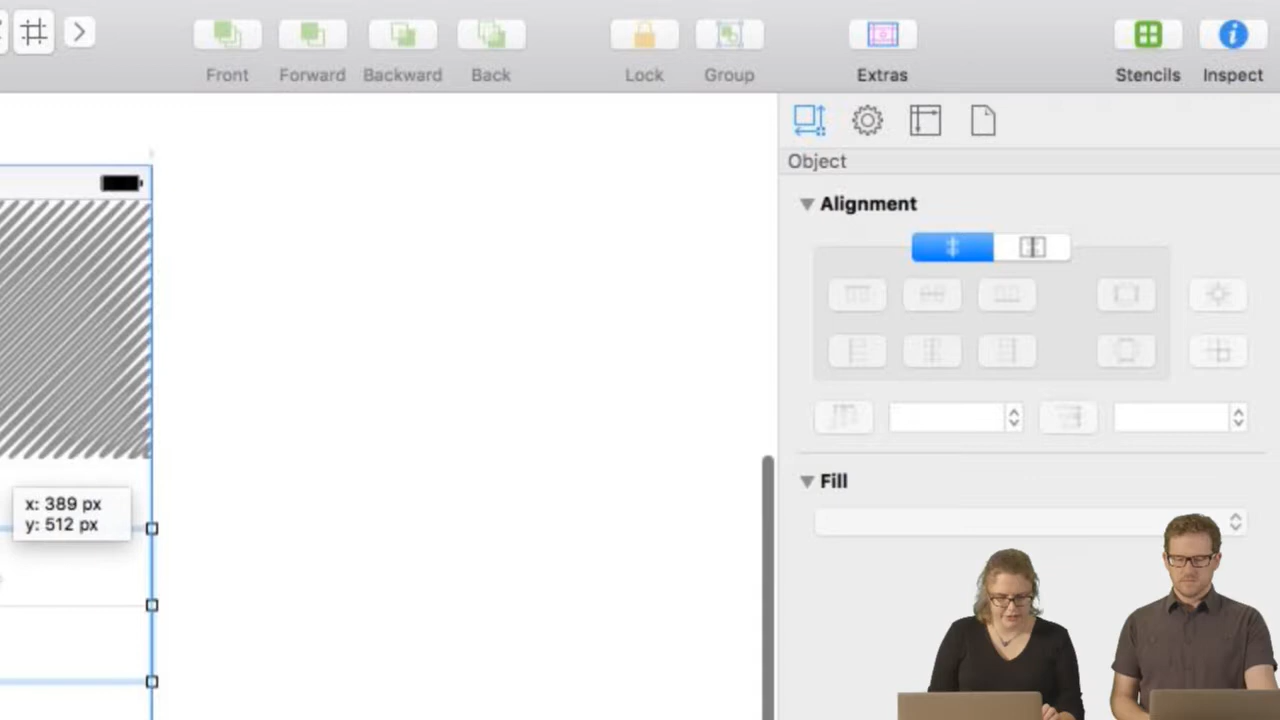 Front Forward Backward Back Lock Group Extras Stencils Inspect
Object
Alignment
Fill
x: 389 px
y: 512 px